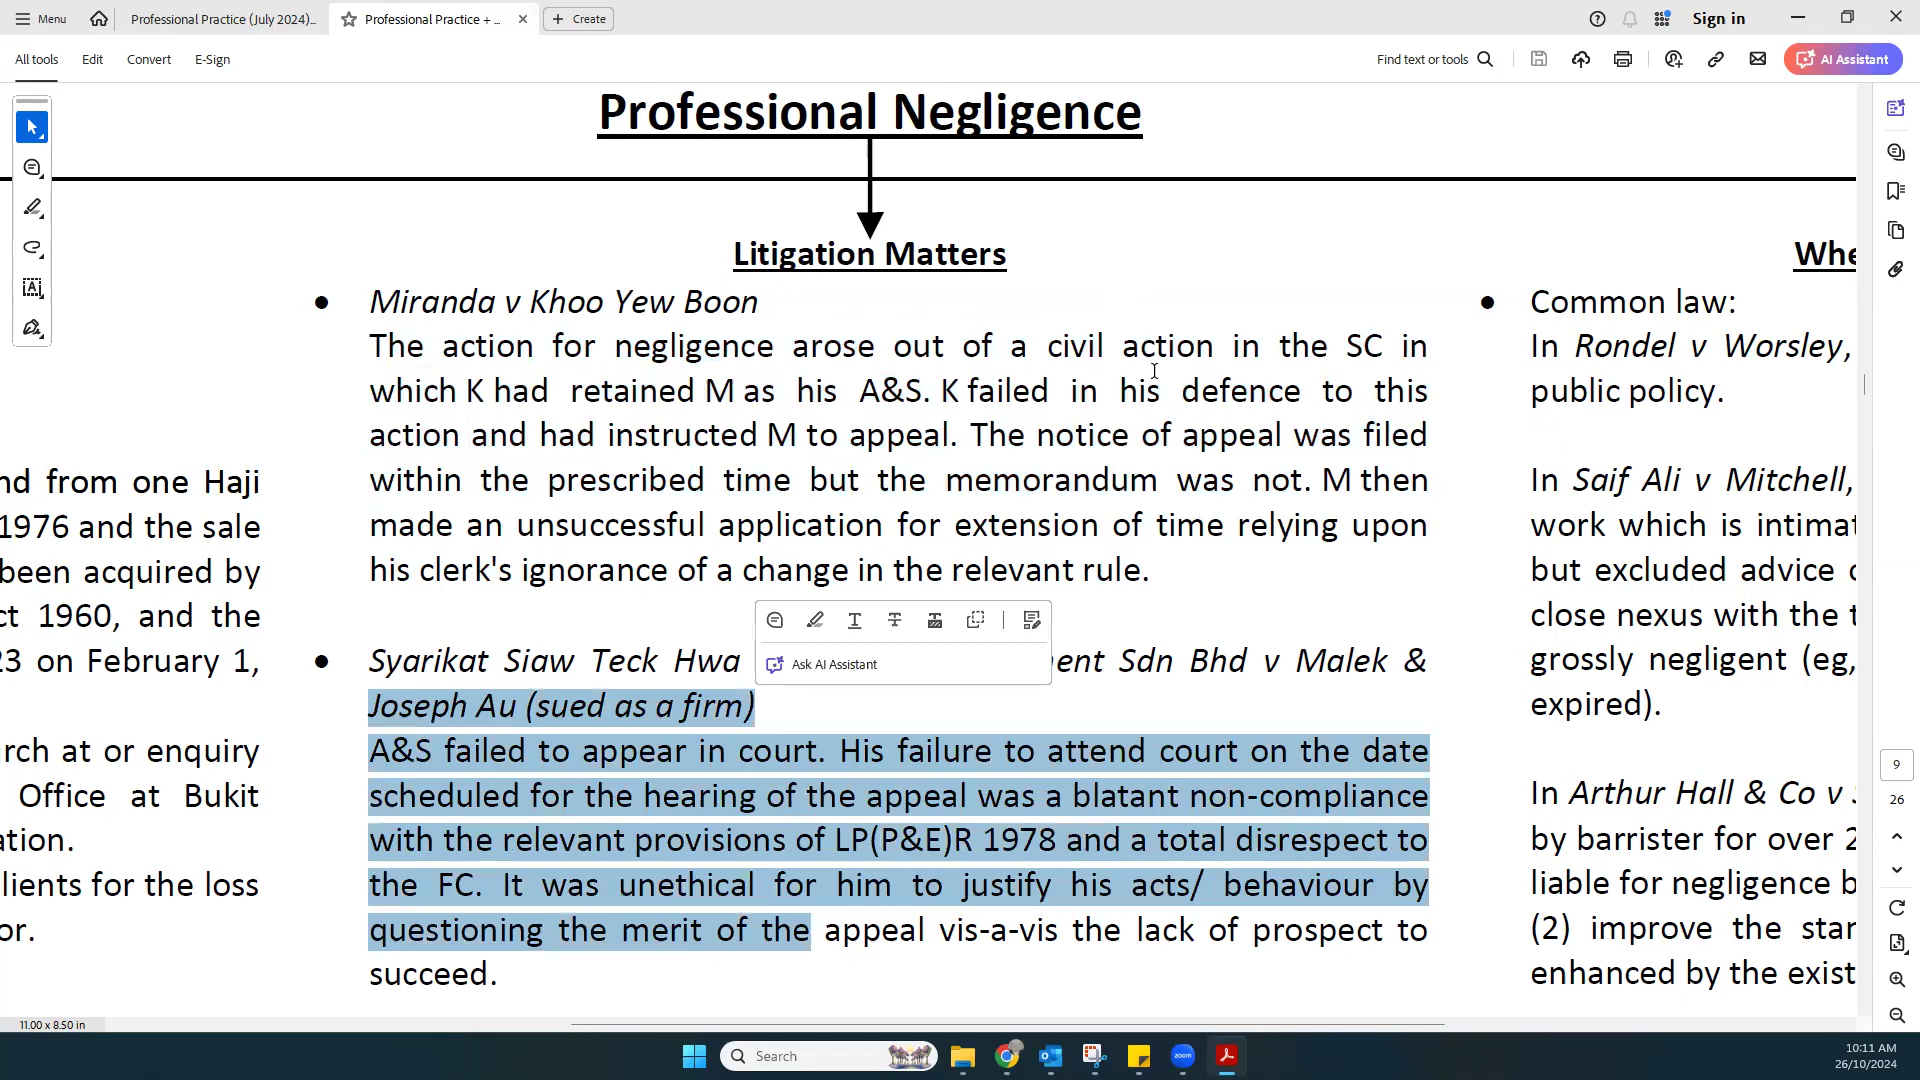 Menu
Professional Practice (July 2024)...
Professional Practice + ...
Create
Sign in
All tools
Edit
Convert
E-Sign
Find text or tools
AI Assistant
Professional Negligence
Litigation Matters
• Miranda v Khoo Yew Boon
The action for negligence arose out of a civil action in the SC in
which K had retained M as his A&S. K failed in his defence to this
action and had instructed M to appeal. The notice of appeal was filed
within the prescribed time but the memorandum was not. M then
made an unsuccessful application for extension of time relying upon
his clerk's ignorance of a change in the relevant rule.
• Syarikat Siaw Teck Hwa ent Sdn Bhd v Malek &
Joseph Au (sued as a firm)
A&S failed to appear in court. His failure to attend court on the date
scheduled for the hearing of the appeal was a blatant non-compliance
with the relevant provisions of LP(P&E)R 1978 and a total disrespect to
the FC. It was unethical for him to justify his acts/ behaviour by
questioning the merit of the appeal vis-a-vis the lack of prospect to
succeed.
Ask AI Assistant
nd from one Haji
1976 and the sale
been acquired by
ct 1960, and the
23 on February 1,
rch at or enquiry
Office at Bukit
ation.
lients for the loss
or.
Whe
• Common law:
In Rondel v Worsley,
public policy.
In Saif Ali v Mitchell,
work which is intimat
but excluded advice
close nexus with the t
grossly negligent (eg,
expired).
In Arthur Hall & Co v
by barrister for over 2
liable for negligence b
(2) improve the star
enhanced by the exist
9
26
11.00 x 8.50 in
Search
zoom
10:11 AM
26/10/2024